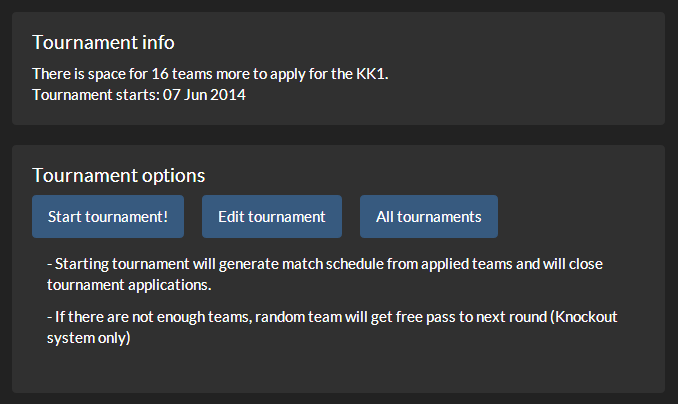 Tournament info
There is space for 16 teams more to apply for the KK1.
Tournament starts: 07 Jun 2014
Tournament options
Start tournament!
Edit tournament
All tournaments
- Starting tournament will generate match schedule from applied teams and will close
tournament applications.
- If there are not enough teams, random team will get free pass to next round (Knockout
system only)